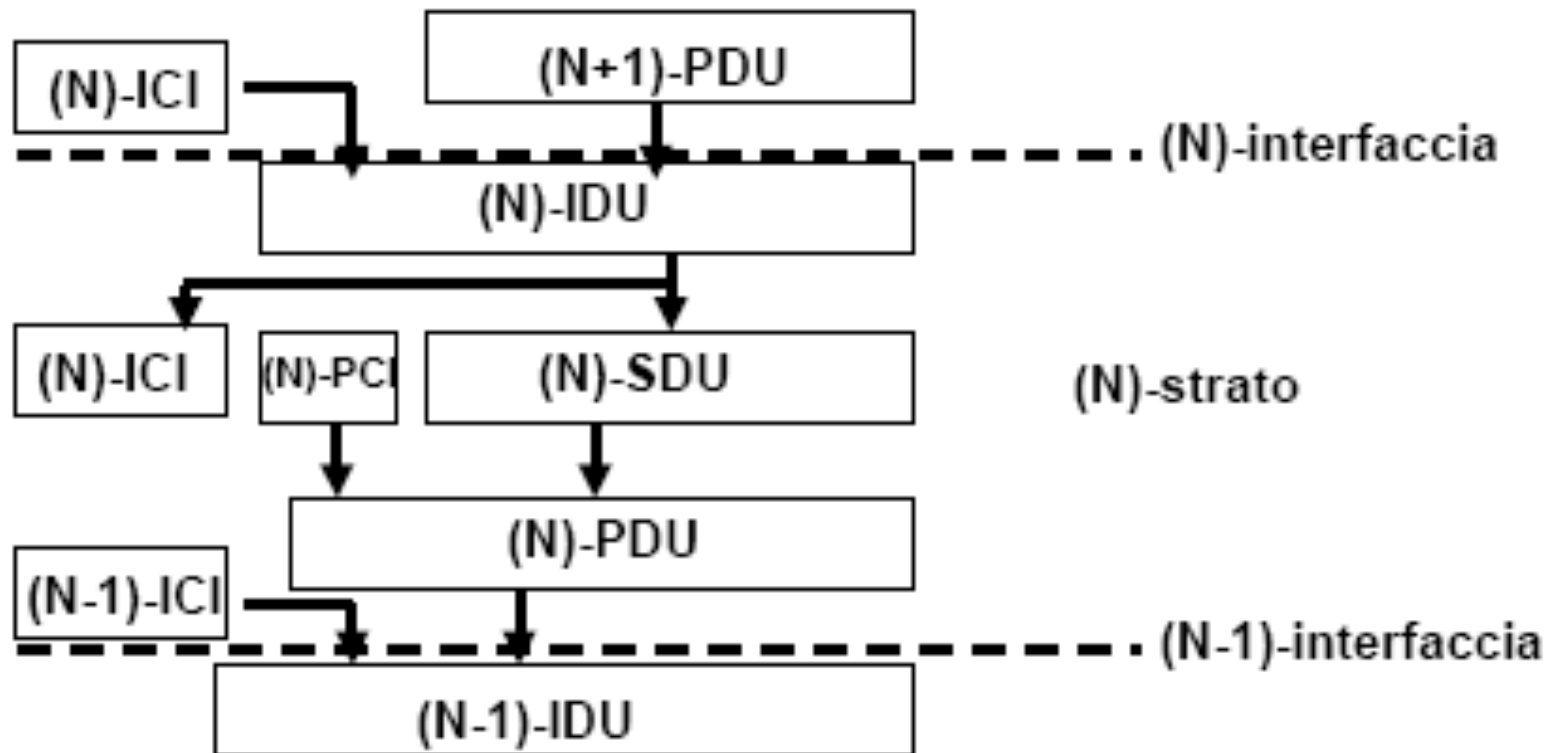 (N)-ICI
(N+1)-PDU
(N)-interfaccia
(N)-IDU
(N)-ICI
(N)-PCI
(N)-SDU
(N)-strato
(N)-PDU
(N-1)-ICI
(N-1)-interfaccia
(N-1)-IDU